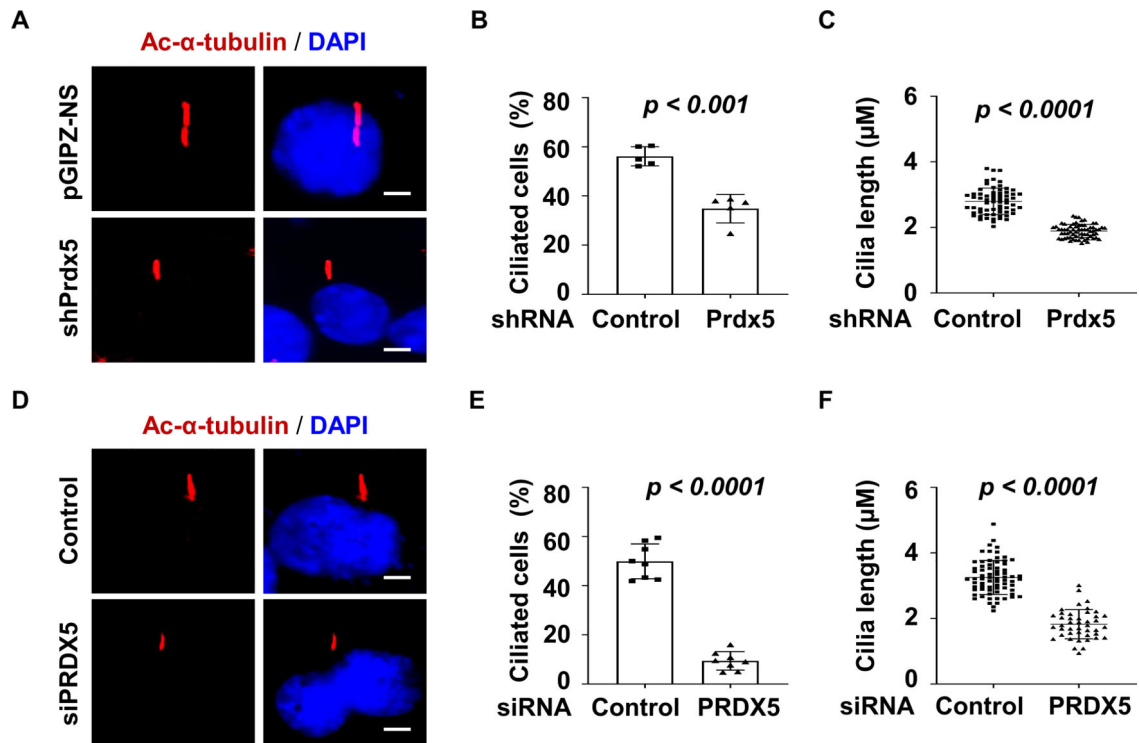 A
Ac-α-tubulin / DAPI
pGIPZ-NS
shPrdx5
B
Ciliated cells (%)
80
60
40
20
0
p < 0.001
shRNA Control Prdx5
C
Cilia length (µM)
6
4
2
0
p < 0.0001
shRNA Control Prdx5
D
Ac-α-tubulin / DAPI
Control
siPRDX5
E
Ciliated cells (%)
80
60
40
20
0
p < 0.0001
siRNA Control PRDX5
F
Cilia length (µM)
6
4
2
0
p < 0.0001
siRNA Control PRDX5